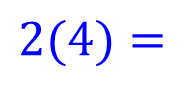 2(4) =